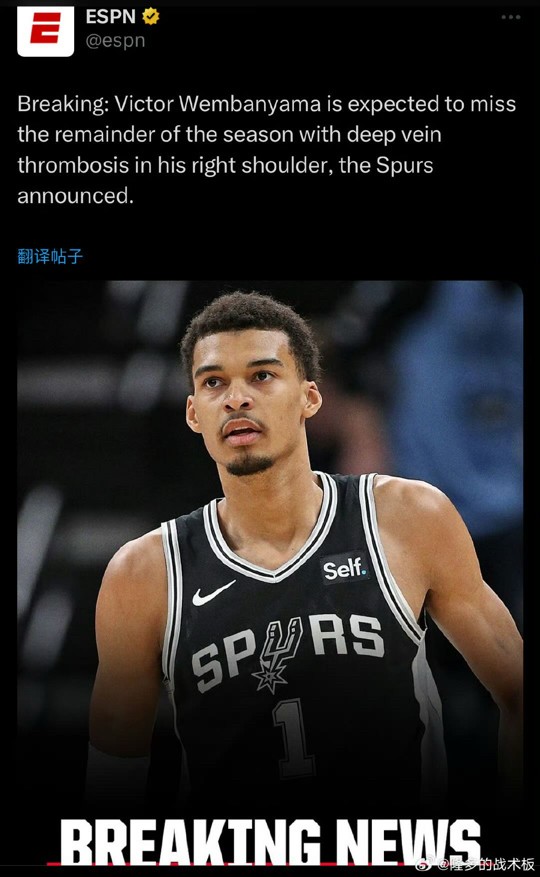 ESPN
@espn
Breaking: Victor Wembanyama is expected to miss
the remainder of the season with deep vein
thrombosis in his right shoulder, the Spurs
announced.
翻译帖子
Self.
SPURS
1
BREAKING NEWS
@隆多的战术板